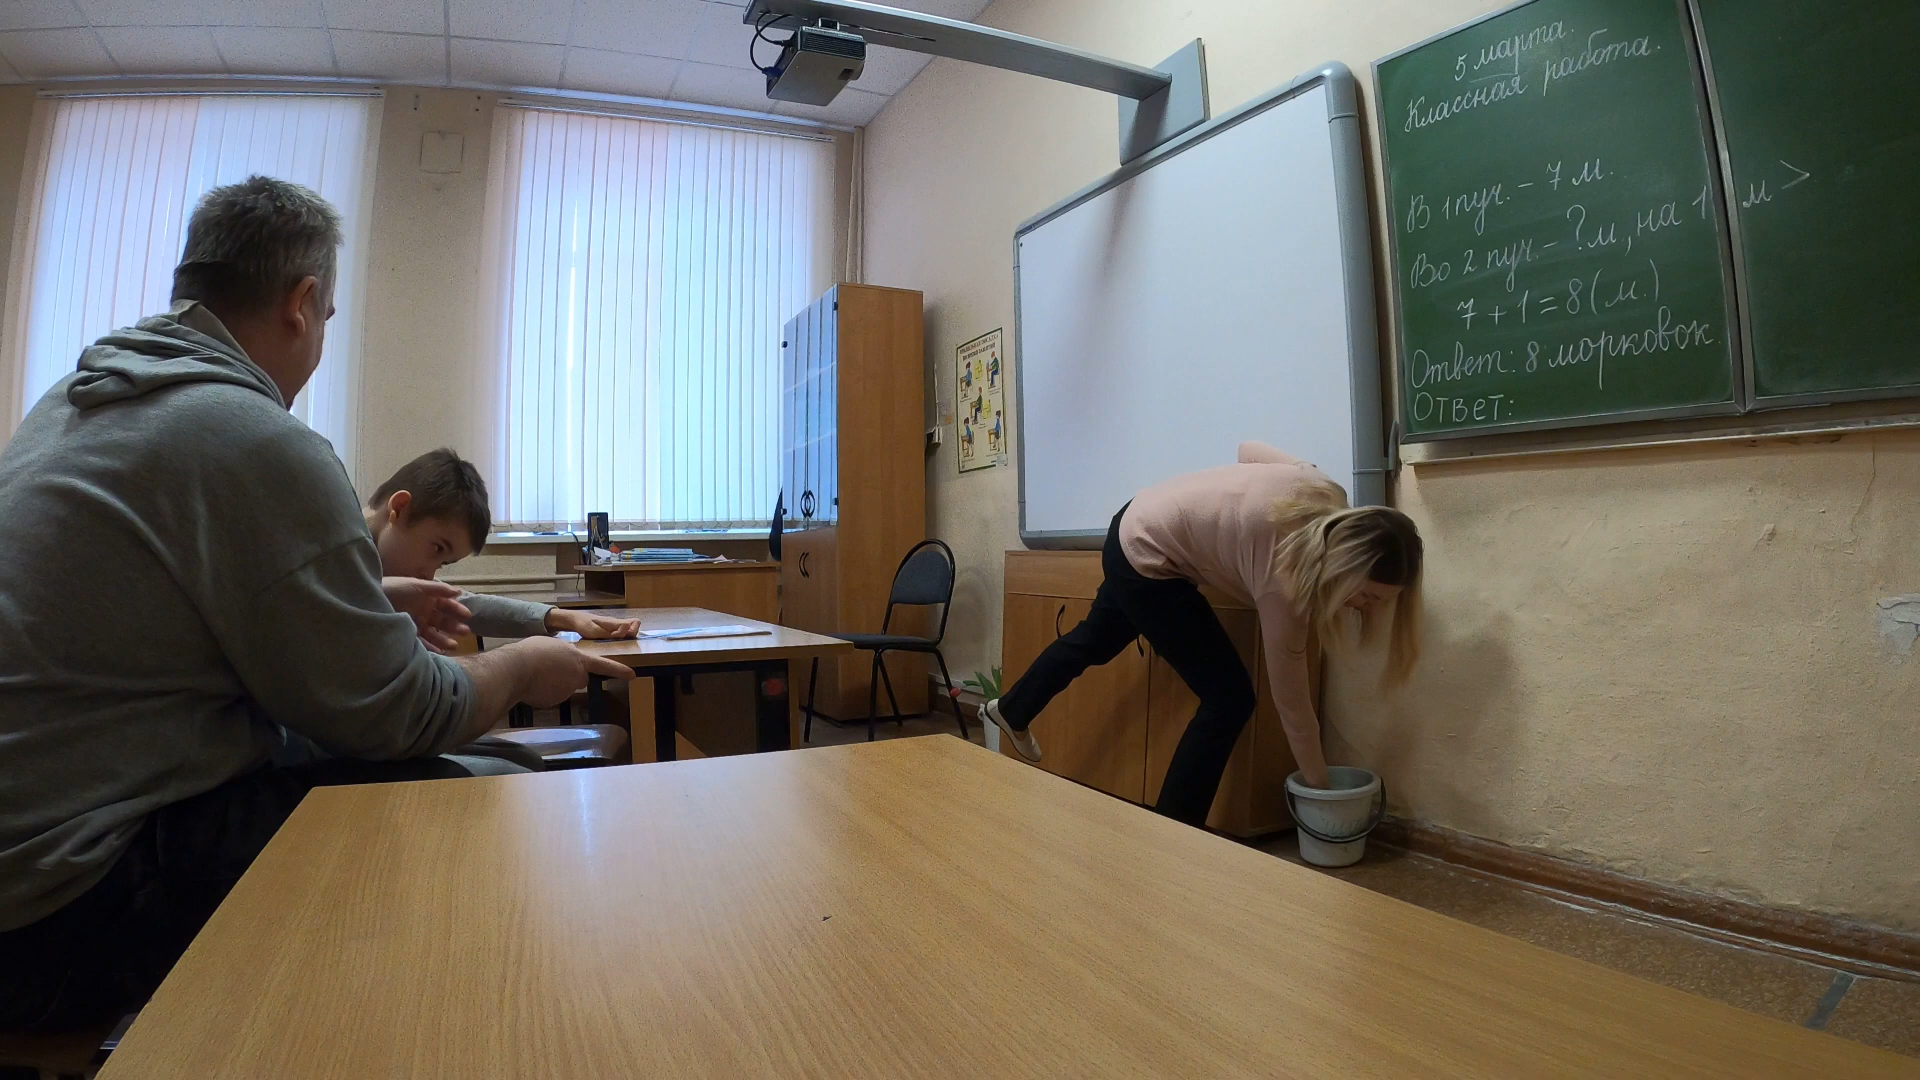 5 марта.
Классная работа.
В 1 пуч. - 7 м.
Во 2 пуч. - ? м, на 1 м >
7 + 1 = 8 (м.)
Ответ: 8 морковок.
Ответ: